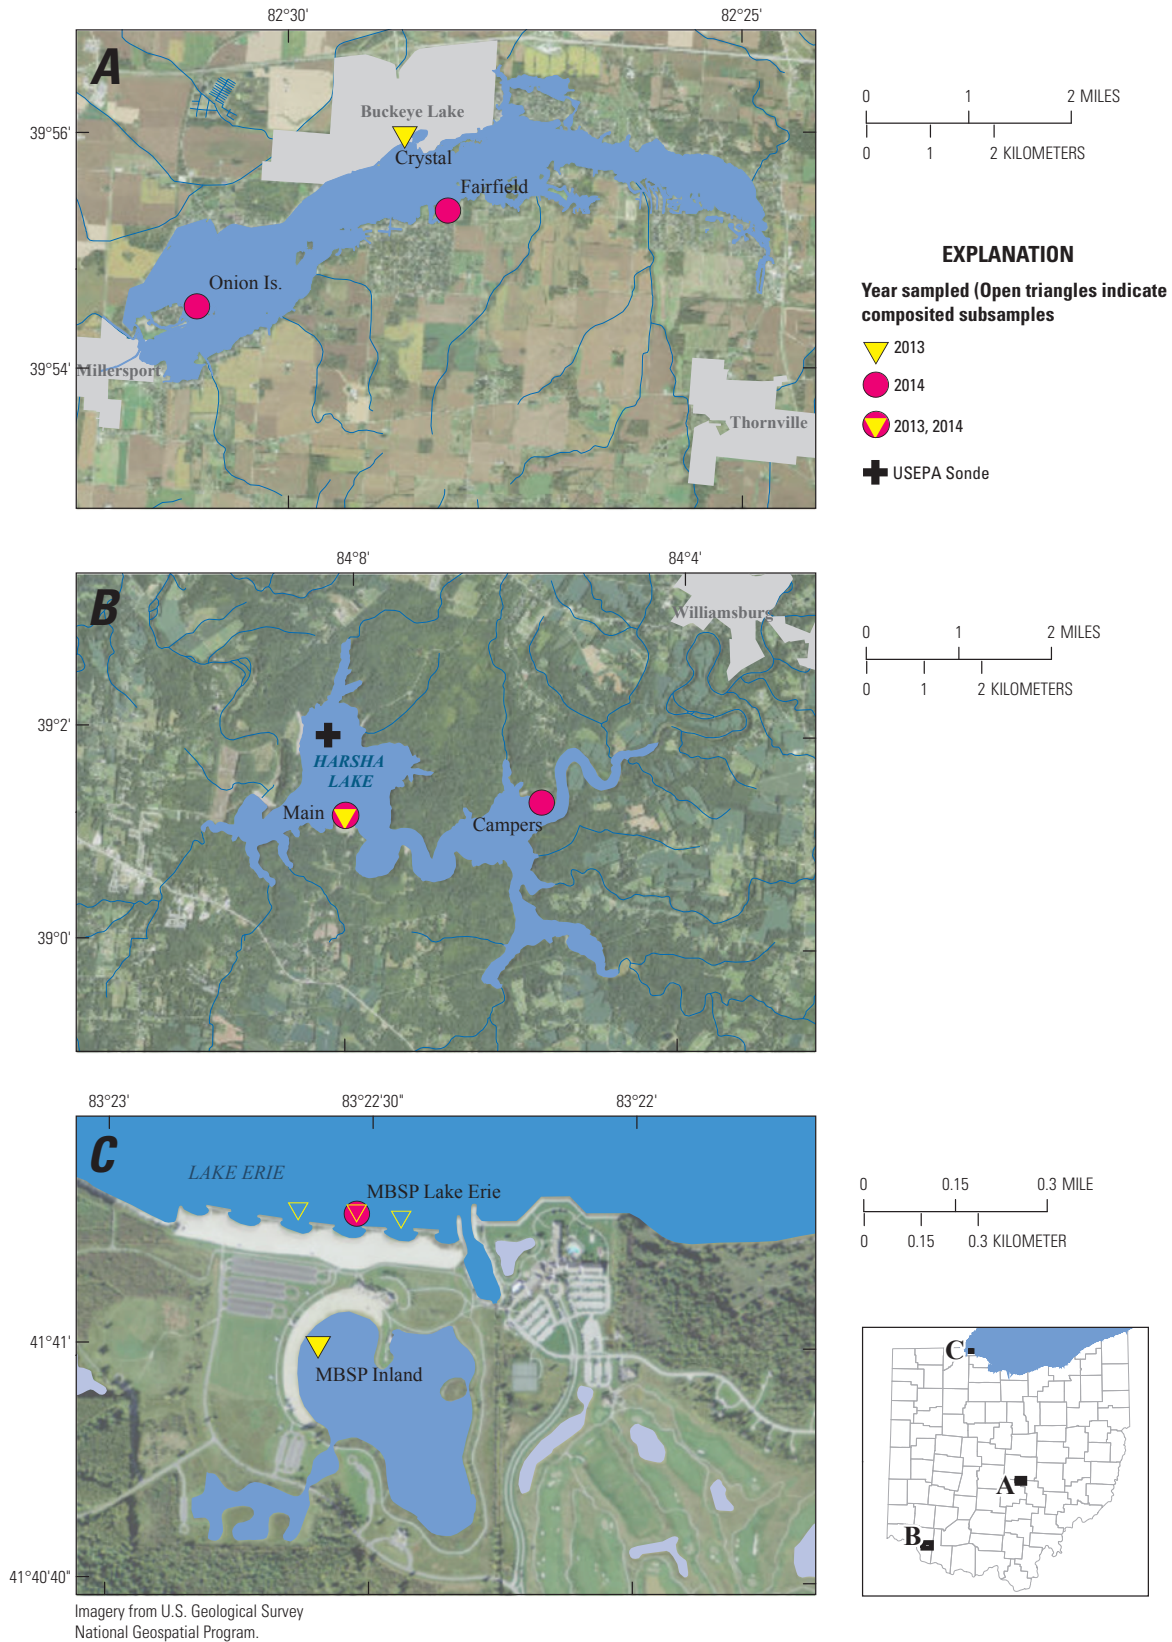 82°30'
82°25'
A
Buckeye Lake
39°56'
Crystal
Fairfield
Onion Is.
39°54'
Millersport
Thornville
0
1
2 MILES
0
1
2 KILOMETERS
EXPLANATION
Year sampled (Open triangles indicate
composited subsamples
2013
2014
2013, 2014
USEPA Sonde
84°8'
84°4'
B
Williamsburg
39°2'
HARSHA
LAKE
Main
Campers
39°0'
0
1
2 MILES
0
1
2 KILOMETERS
83°23'
83°22'30"
83°22'
C
LAKE ERIE
MBSP Lake Erie
41°41'
MBSP Inland
41°40'40"
0
0.15
0.3 MILE
0
0.15
0.3 KILOMETER
C
A
B
Imagery from U.S. Geological Survey
National Geospatial Program.